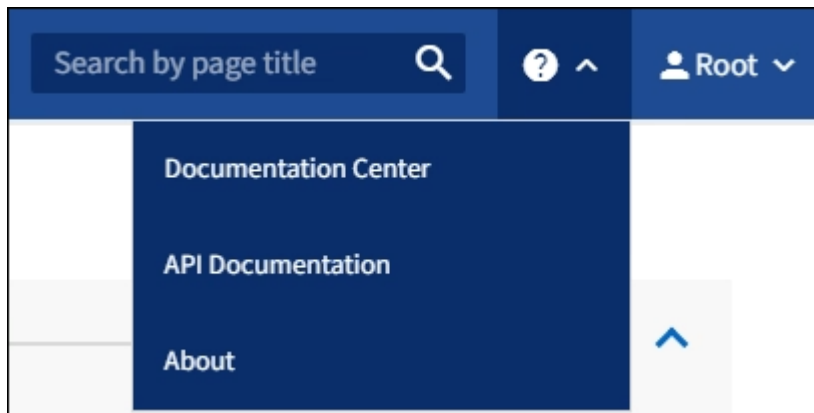 Search by page title
Root
Documentation Center
API Documentation
About